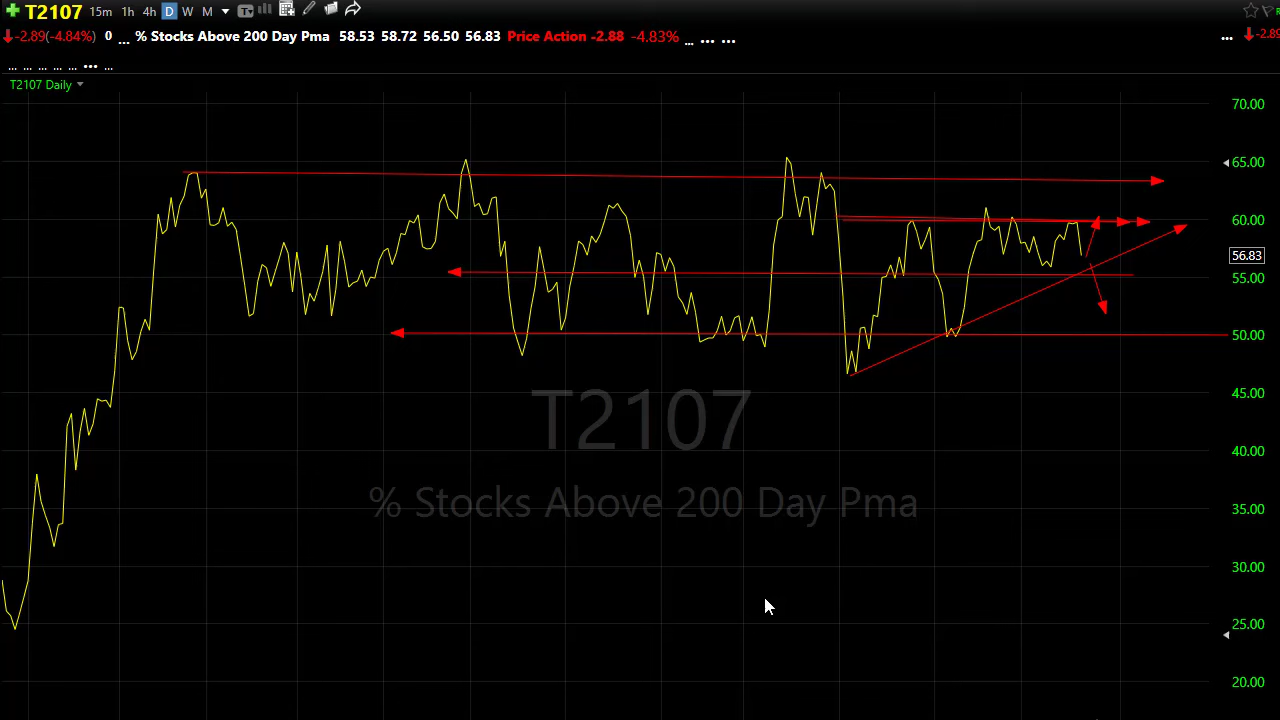 T2107 15m 1h 4h D W M
-2.89(-4.84%) 0 ... % Stocks Above 200 Day Pma 58.53 58.72 56.50 56.83 Price Action -2.88 -4.83% ... ... ... ... -2.89
... ... ... ... ... ... ...
T2107 Daily
70.00
65.00
60.00
56.83
55.00
50.00
45.00
40.00
35.00
30.00
25.00
20.00
T2107
% Stocks Above 200 Day Pma